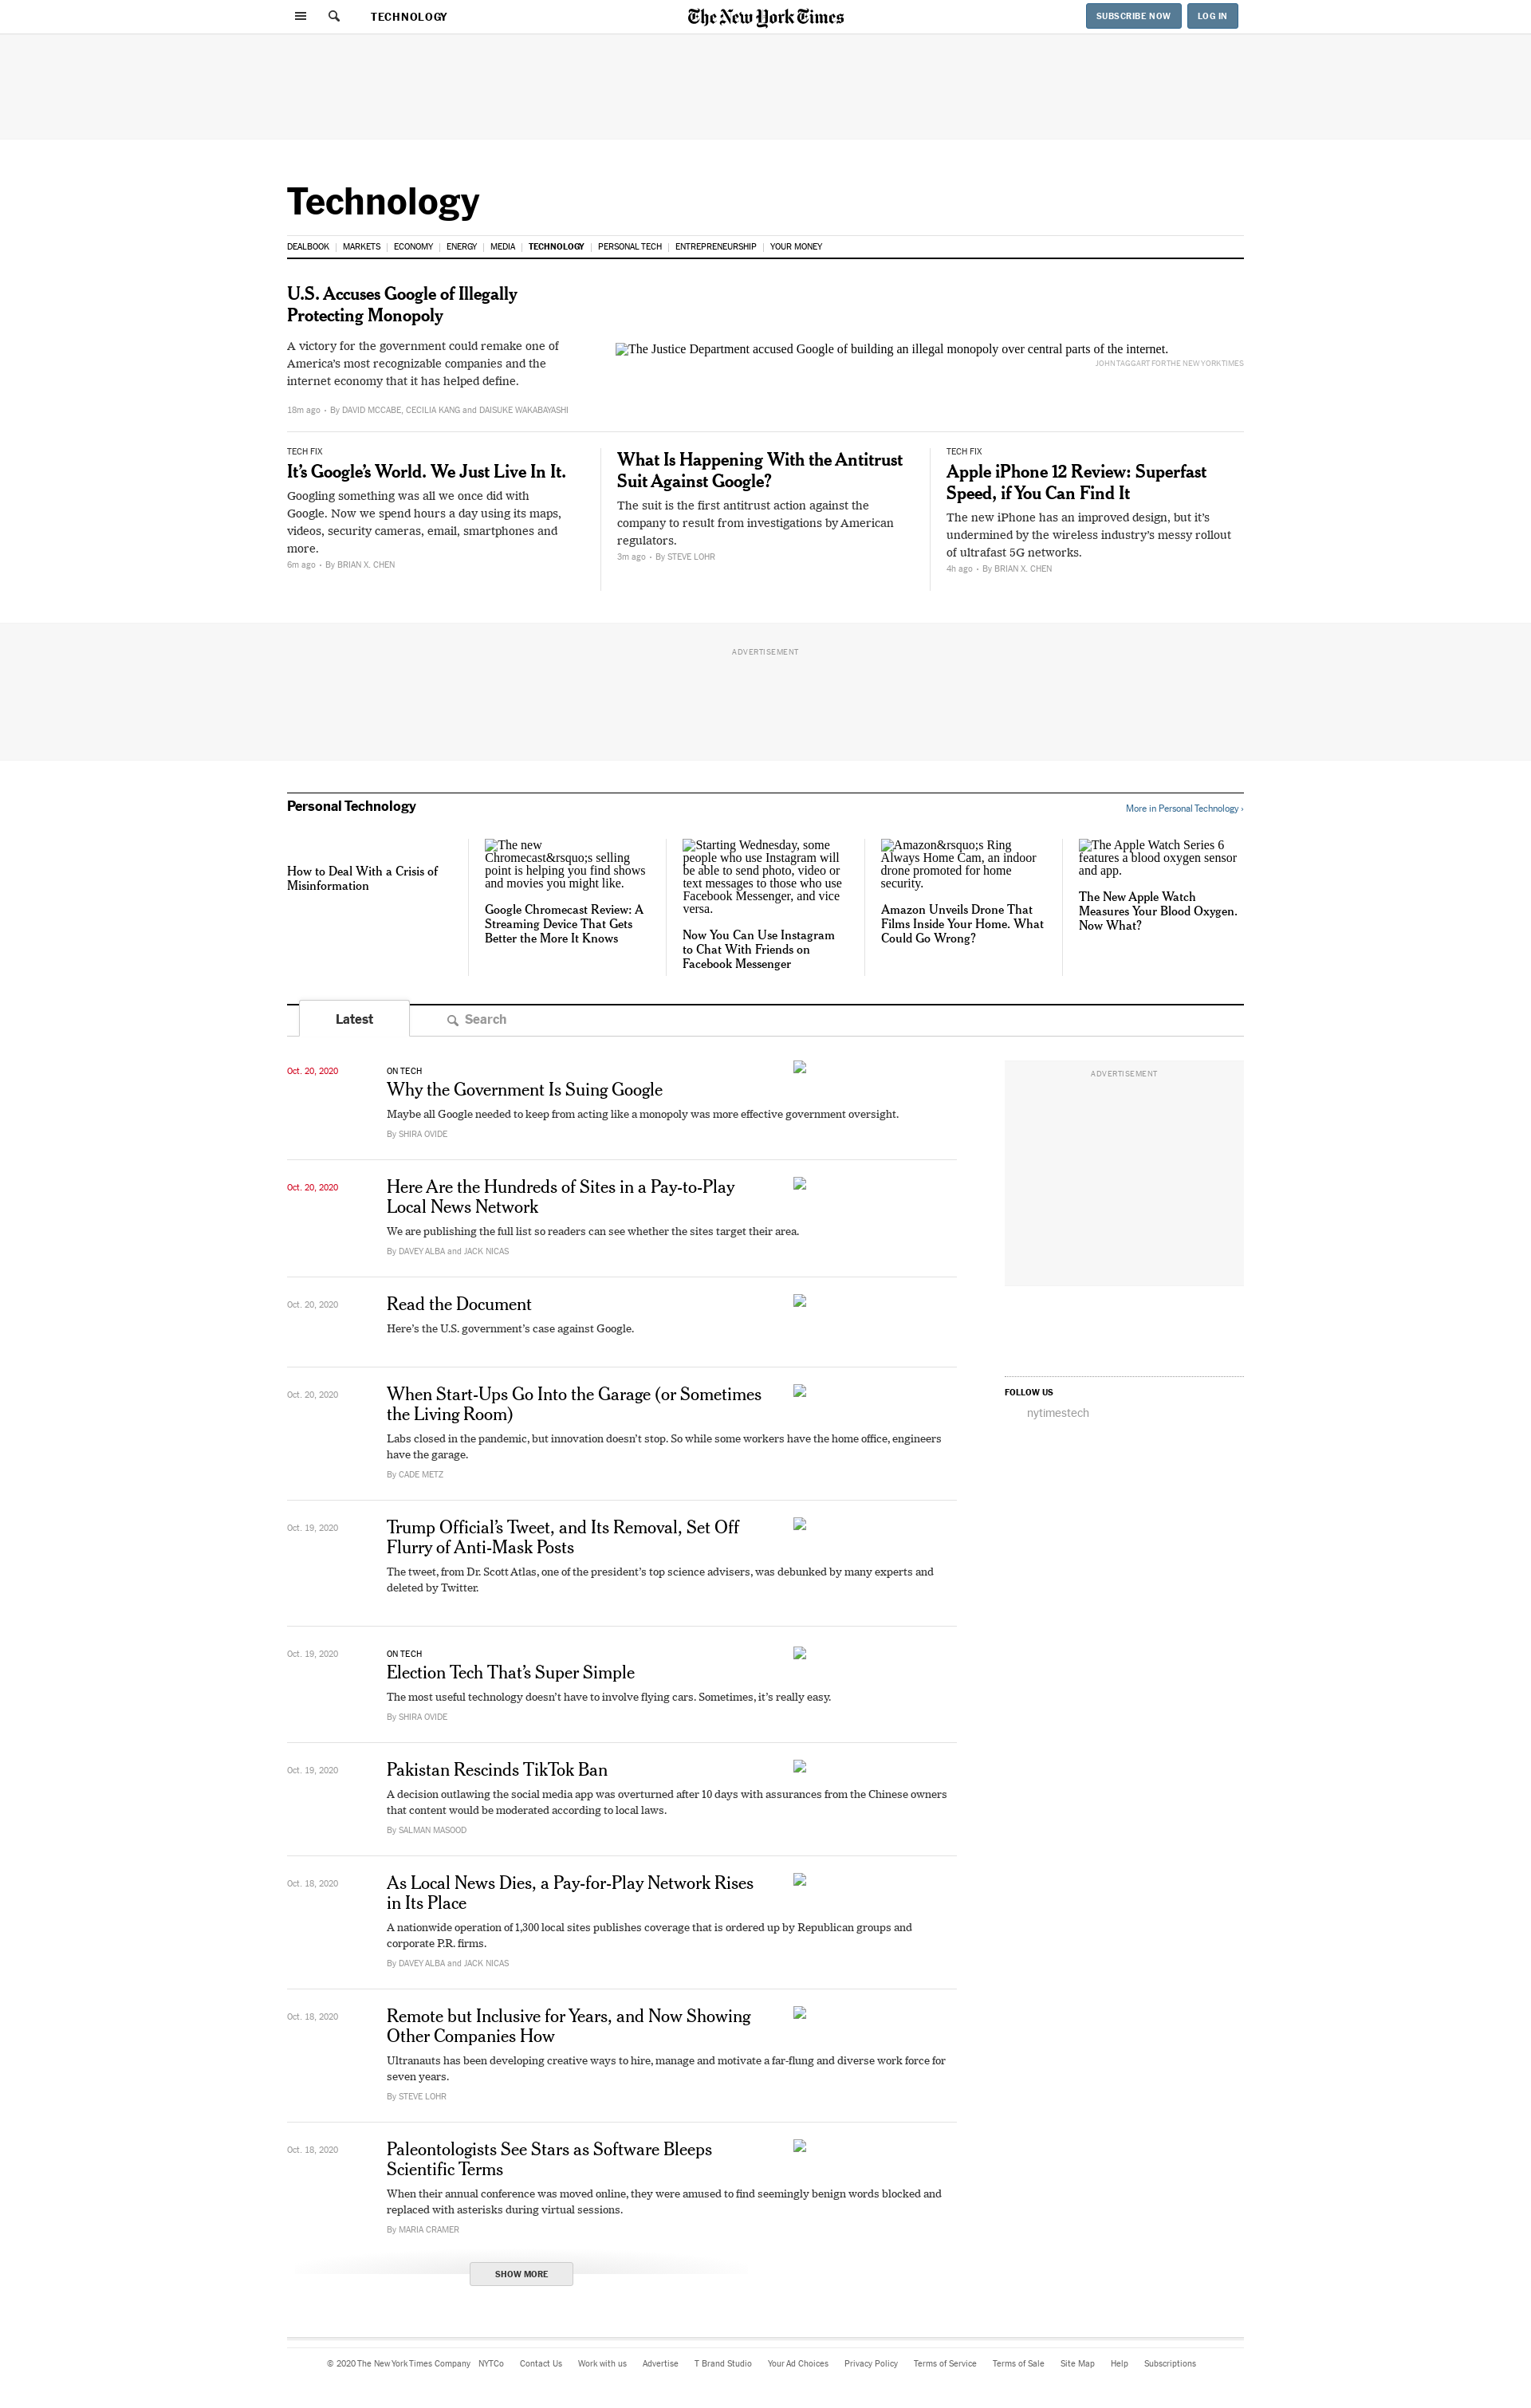 TECHNOLOGY
The New York Times
SUBSCRIBE NOW
LOG IN
Technology
DEALBOOK | MARKETS | ECONOMY | ENERGY | MEDIA | TECHNOLOGY | PERSONAL TECH | ENTREPRENEURSHIP | YOUR MONEY
U.S. Accuses Google of Illegally
Protecting Monopoly
A victory for the government could remake one of
America’s most recognizable companies and the
internet economy that it has helped define.
18m ago • By DAVID MCCABE, CECILIA KANG and DAISUKE WAKABAYASHI
The Justice Department accused Google of building an illegal monopoly over central parts of the internet.
JOHN TAGGART FOR THE NEW YORK TIMES
TECH FIX
It’s Google’s World. We Just Live In It.
Googling something was all we once did with
Google. Now we spend hours a day using its maps,
videos, security cameras, email, smartphones and
more.
6m ago • By BRIAN X. CHEN
What Is Happening With the Antitrust
Suit Against Google?
The suit is the first antitrust action against the
company to result from investigations by American
regulators.
3m ago • By STEVE LOHR
TECH FIX
Apple iPhone 12 Review: Superfast
Speed, if You Can Find It
The new iPhone has an improved design, but it’s
undermined by the wireless industry’s messy rollout
of ultrafast 5G networks.
4h ago • By BRIAN X. CHEN
ADVERTISEMENT
Personal Technology
More in Personal Technology ›
How to Deal With a Crisis of
Misinformation
The new
Chromecast&rsquo;s selling
point is helping you find shows
and movies you might like.
Google Chromecast Review: A
Streaming Device That Gets
Better the More It Knows
Starting Wednesday, some
people who use Instagram will
be able to send photo, video or
text messages to those who use
Facebook Messenger, and vice
versa.
Now You Can Use Instagram
to Chat With Friends on
Facebook Messenger
Amazon&rsquo;s Ring
Always Home Cam, an indoor
drone promoted for home
security.
Amazon Unveils Drone That
Films Inside Your Home. What
Could Go Wrong?
The Apple Watch Series 6
features a blood oxygen sensor
and app.
The New Apple Watch
Measures Your Blood Oxygen.
Now What?
Latest
Search
Oct. 20, 2020
ON TECH
Why the Government Is Suing Google
Maybe all Google needed to keep from acting like a monopoly was more effective government oversight.
By SHIRA OVIDE
ADVERTISEMENT
Oct. 20, 2020
Here Are the Hundreds of Sites in a Pay-to-Play
Local News Network
We are publishing the full list so readers can see whether the sites target their area.
By DAVEY ALBA and JACK NICAS
Oct. 20, 2020
Read the Document
Here’s the U.S. government’s case against Google.
Oct. 20, 2020
When Start-Ups Go Into the Garage (or Sometimes
the Living Room)
Labs closed in the pandemic, but innovation doesn’t stop. So while some workers have the home office, engineers
have the garage.
By CADE METZ
FOLLOW US
nytimestech
Oct. 19, 2020
Trump Official’s Tweet, and Its Removal, Set Off
Flurry of Anti-Mask Posts
The tweet, from Dr. Scott Atlas, one of the president’s top science advisers, was debunked by many experts and
deleted by Twitter.
Oct. 19, 2020
ON TECH
Election Tech That’s Super Simple
The most useful technology doesn’t have to involve flying cars. Sometimes, it’s really easy.
By SHIRA OVIDE
Oct. 19, 2020
Pakistan Rescinds TikTok Ban
A decision outlawing the social media app was overturned after 10 days with assurances from the Chinese owners
that content would be moderated according to local laws.
By SALMAN MASOOD
Oct. 18, 2020
As Local News Dies, a Pay-for-Play Network Rises
in Its Place
A nationwide operation of 1,300 local sites publishes coverage that is ordered up by Republican groups and
corporate P.R. firms.
By DAVEY ALBA and JACK NICAS
Oct. 18, 2020
Remote but Inclusive for Years, and Now Showing
Other Companies How
Ultranauts has been developing creative ways to hire, manage and motivate a far-flung and diverse work force for
seven years.
By STEVE LOHR
Oct. 18, 2020
Paleontologists See Stars as Software Bleeps
Scientific Terms
When their annual conference was moved online, they were amused to find seemingly benign words blocked and
replaced with asterisks during virtual sessions.
By MARIA CRAMER
SHOW MORE
© 2020 The New York Times Company NYTCo Contact Us Work with us Advertise T Brand Studio Your Ad Choices Privacy Policy Terms of Service Terms of Sale Site Map Help Subscriptions